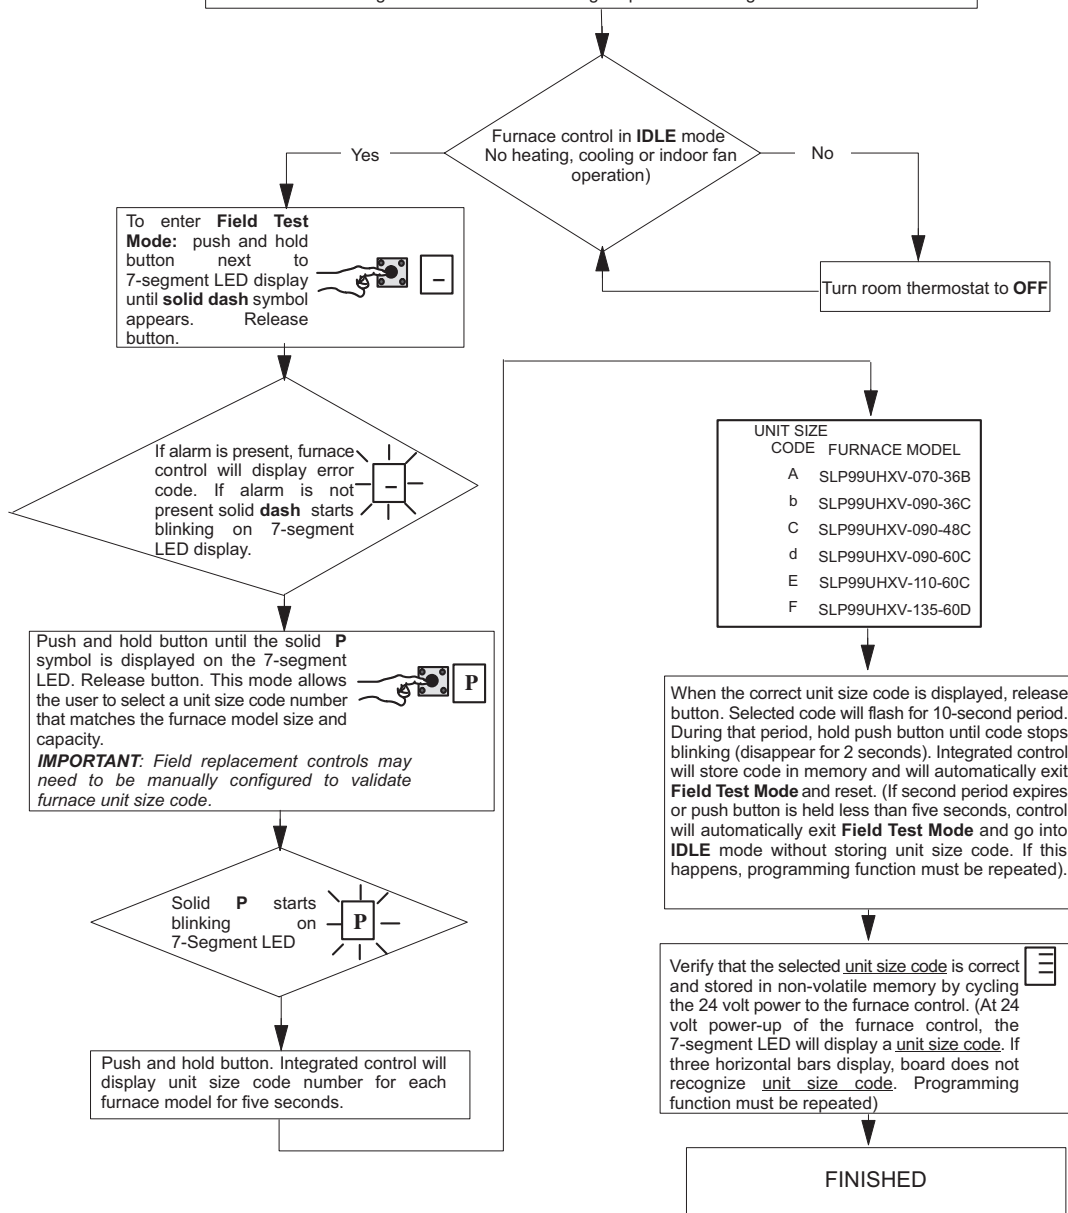 Furnace control in IDLE mode
No heating, cooling or indoor fan
operation)
Yes
No
To enter Field Test
Mode: push and hold
button next to
7-segment LED display
until solid dash symbol
appears. Release
button.
–
Turn room thermostat to OFF
If alarm is present, furnace
control will display error
code. If alarm is not
present solid dash starts
blinking on 7-segment
LED display.
–
Push and hold button until the solid P
symbol is displayed on the 7-segment
LED. Release button. This mode allows
the user to select a unit size code number
that matches the furnace model size and
capacity.
IMPORTANT: Field replacement controls may
need to be manually configured to validate
furnace unit size code.
P
Solid P starts
blinking on
7-Segment LED
P
Push and hold button. Integrated control will
display unit size code number for each
furnace model for five seconds.
UNIT SIZE
CODE FURNACE MODEL
A SLP99UHXV-070-36B
b SLP99UHXV-090-36C
C SLP99UHXV-090-48C
d SLP99UHXV-090-60C
E SLP99UHXV-110-60C
F SLP99UHXV-135-60D
When the correct unit size code is displayed, release
button. Selected code will flash for 10-second period.
During that period, hold push button until code stops
blinking (disappear for 2 seconds). Integrated control
will store code in memory and will automatically exit
Field Test Mode and reset. (If second period expires
or push button is held less than five seconds, control
will automatically exit Field Test Mode and go into
IDLE mode without storing unit size code. If this
happens, programming function must be repeated).
Verify that the selected unit size code is correct
and stored in non-volatile memory by cycling
the 24 volt power to the furnace control. (At 24
volt power-up of the furnace control, the
7-segment LED will display a unit size code. If
three horizontal bars display, board does not
recognize unit size code. Programming
function must be repeated)
FINISHED